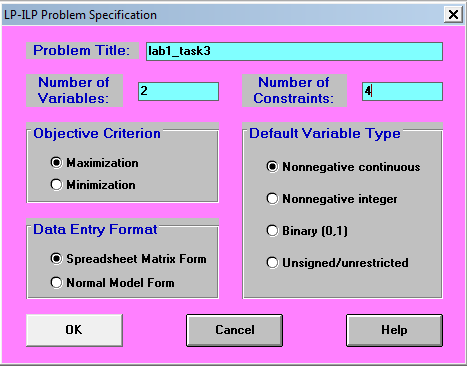 LP-ILP Problem Specification
Problem Title: lab1_task3
Number of Variables: 2
Number of Constraints: 4
Objective Criterion
Maximization
Minimization
Default Variable Type
Nonnegative continuous
Nonnegative integer
Binary (0,1)
Unsigned/unrestricted
Data Entry Format
Spreadsheet Matrix Form
Normal Model Form
OK
Cancel
Help